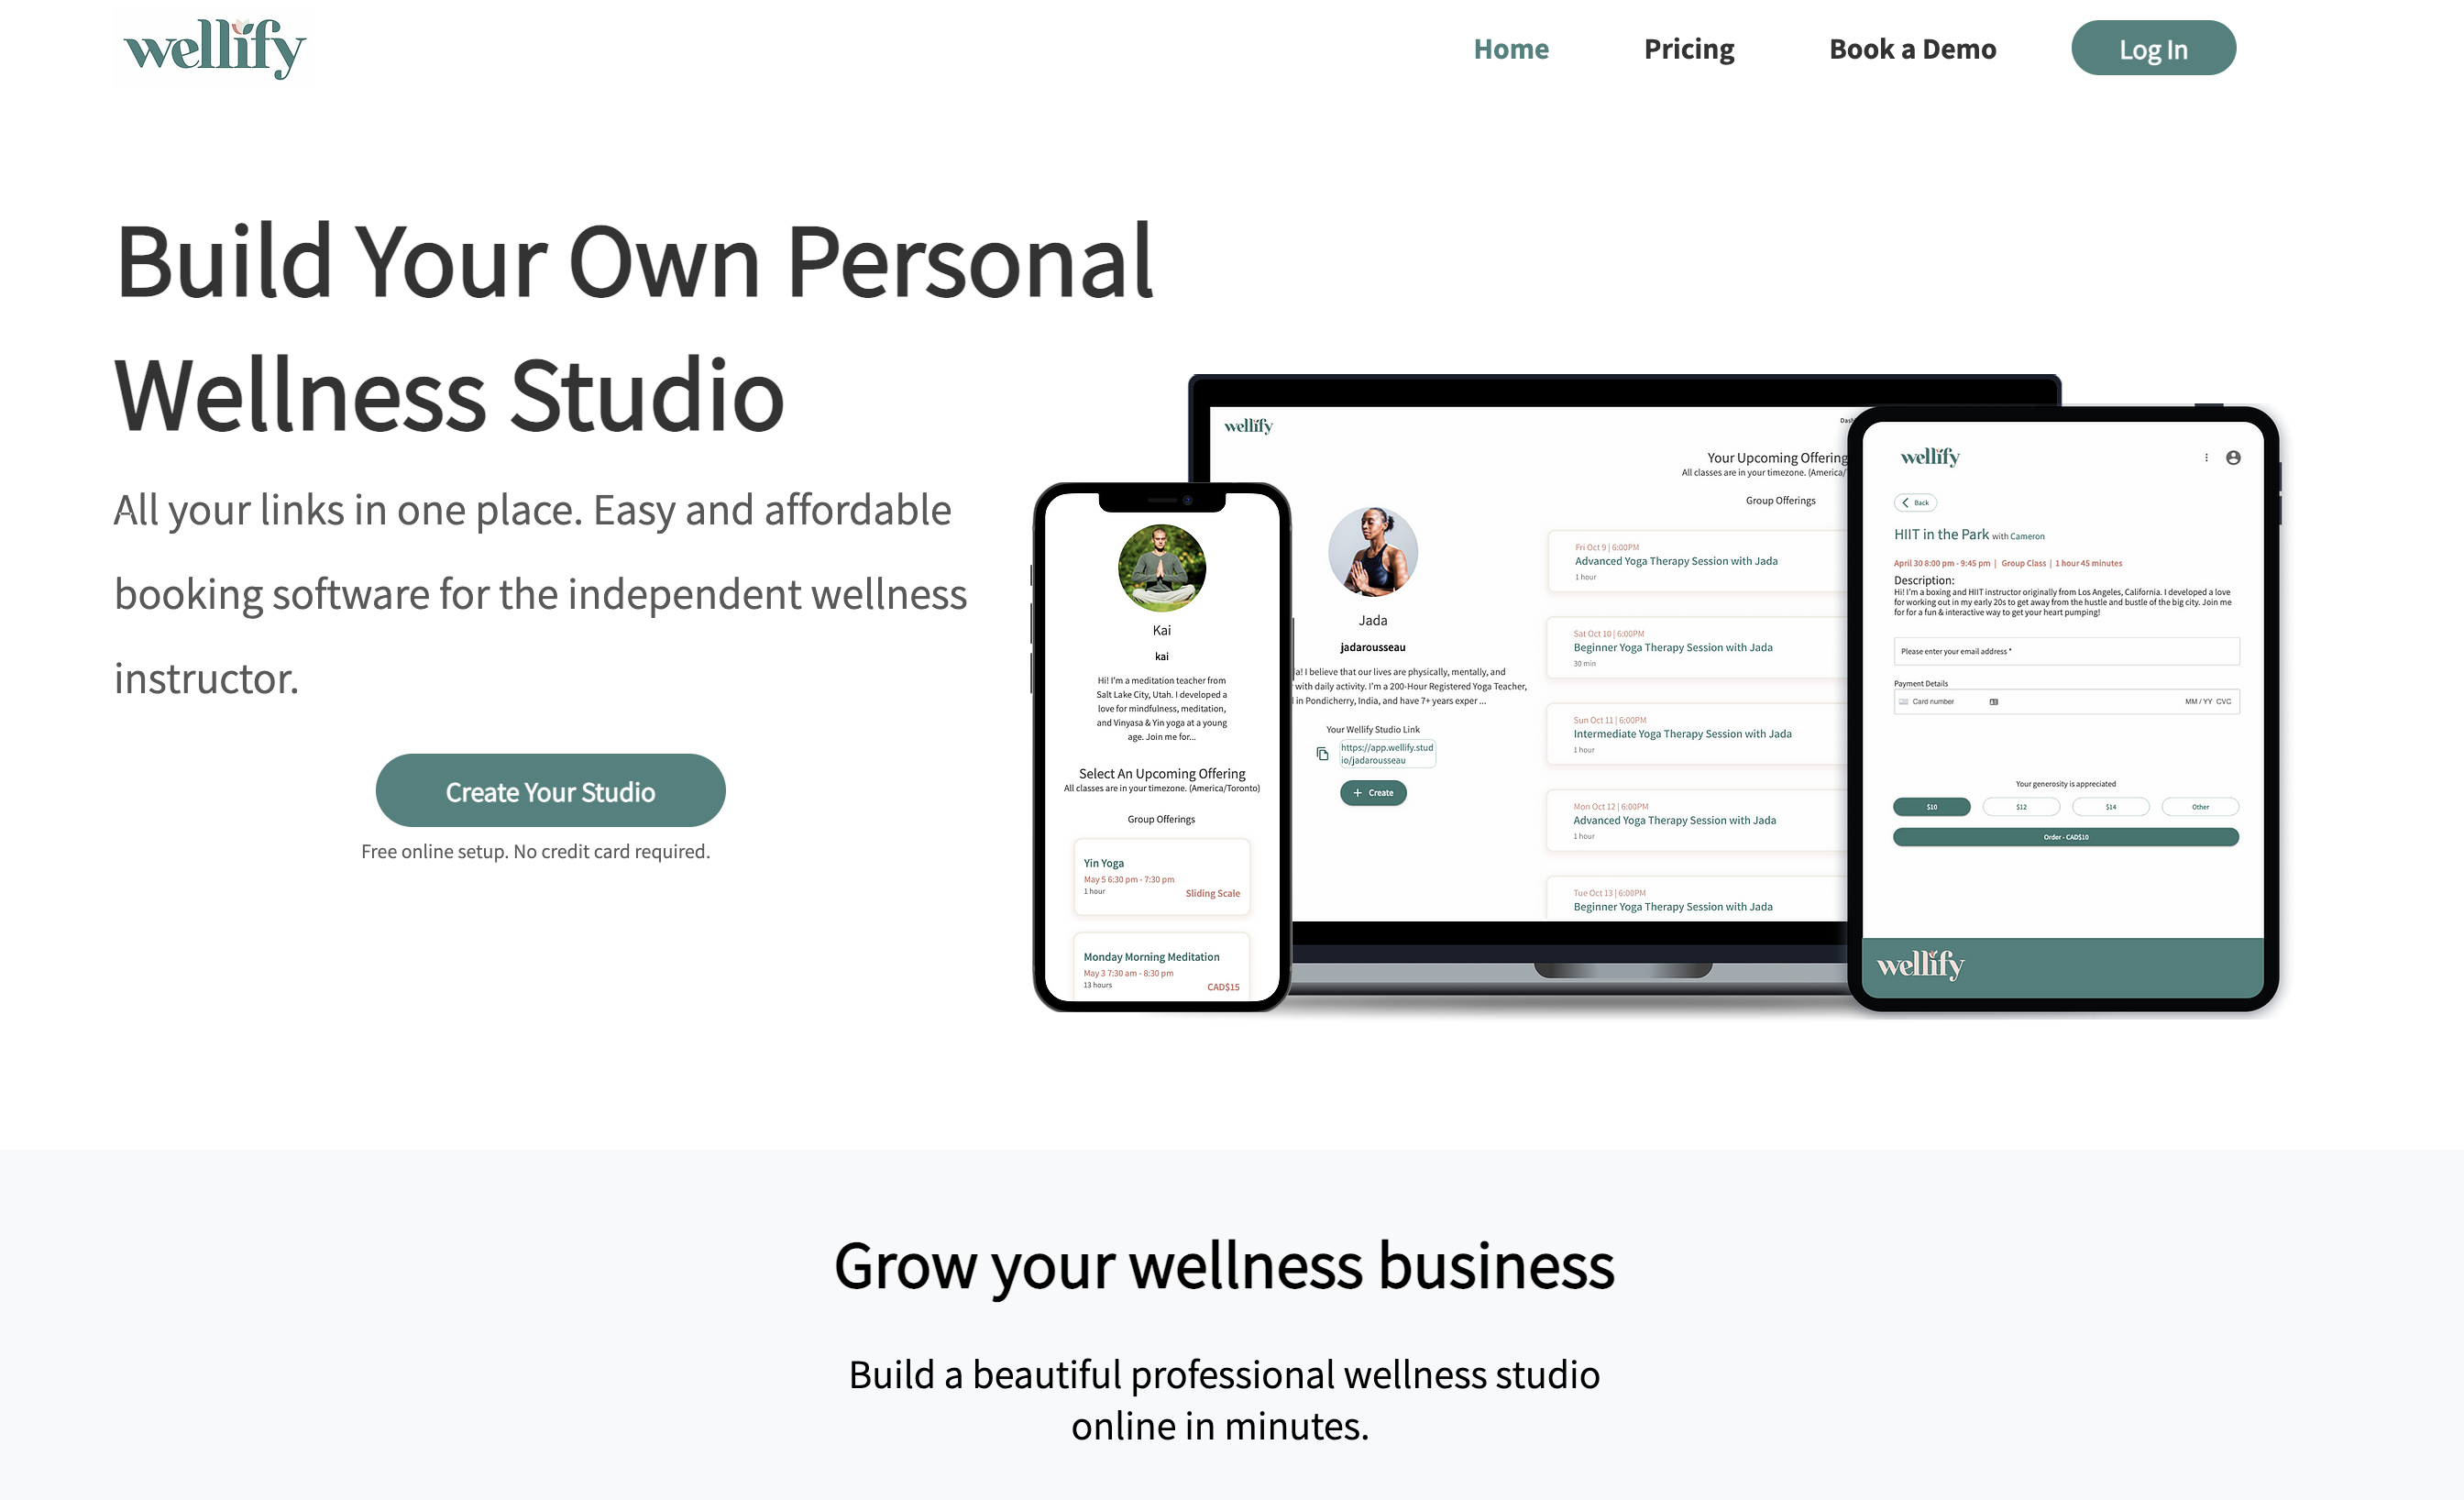 wellify
Home
Pricing
Book a Demo
Log In
Build Your Own Personal
Wellness Studio
All your links in one place. Easy and affordable
booking software for the independent wellness
instructor.
Create Your Studio
Free online setup. No credit card required.
Kai
kai
Hi! I'm a meditation teacher from
Salt Lake City, Utah. I developed a
love for mindfulness, meditation,
and Vinyasa & Yin yoga at a young
age. Join me for...
Select An Upcoming Offering
All classes are in your timezone. (America/Toronto)
Group Offerings
Yin Yoga
May 5 6:30 pm - 7:30 pm
1 hour
Sliding Scale
Monday Morning Meditation
May 3 7:30 am - 8:30 pm
13 hours
CAD$15
wellify
Your Upcoming Offering
All classes are in your timezone. (America/
Group Offerings
Jada
jadarousseau
a! I believe that our lives are physically, mentally, and
with daily activity. I'm a 200-Hour Registered Yoga Teacher,
in Pondicherry, India, and have 7+ years exper ...
Your Wellify Studio Link
https://app.wellify.stud
io/jadarousseau
+ Create
Fri Oct 9 | 6:00PM
Advanced Yoga Therapy Session with Jada
1 hour
Sat Oct 10 | 6:00PM
Beginner Yoga Therapy Session with Jada
30 min
Sun Oct 11 | 6:00PM
Intermediate Yoga Therapy Session with Jada
1 hour
Mon Oct 12 | 6:00PM
Advanced Yoga Therapy Session with Jada
1 hour
Tue Oct 13 | 6:00PM
Beginner Yoga Therapy Session with Jada
wellify
Back
HIIT in the Park with Cameron
April 30 8:00 pm - 9:45 pm | Group Class | 1 hour 45 minutes
Description:
Hi! I'm a boxing and HIIT instructor originally from Los Angeles, California. I developed a love
for working out in my early 20s to get away from the hustle and bustle of the big city. Join me
for for a fun & interactive way to get your heart pumping!
Please enter your email address *
Payment Details
Card number
MM / YY CVC
Your generosity is appreciated
$10
$12
$14
Other
Order - CAD$10
wellify
Grow your wellness business
Build a beautiful professional wellness studio
online in minutes.